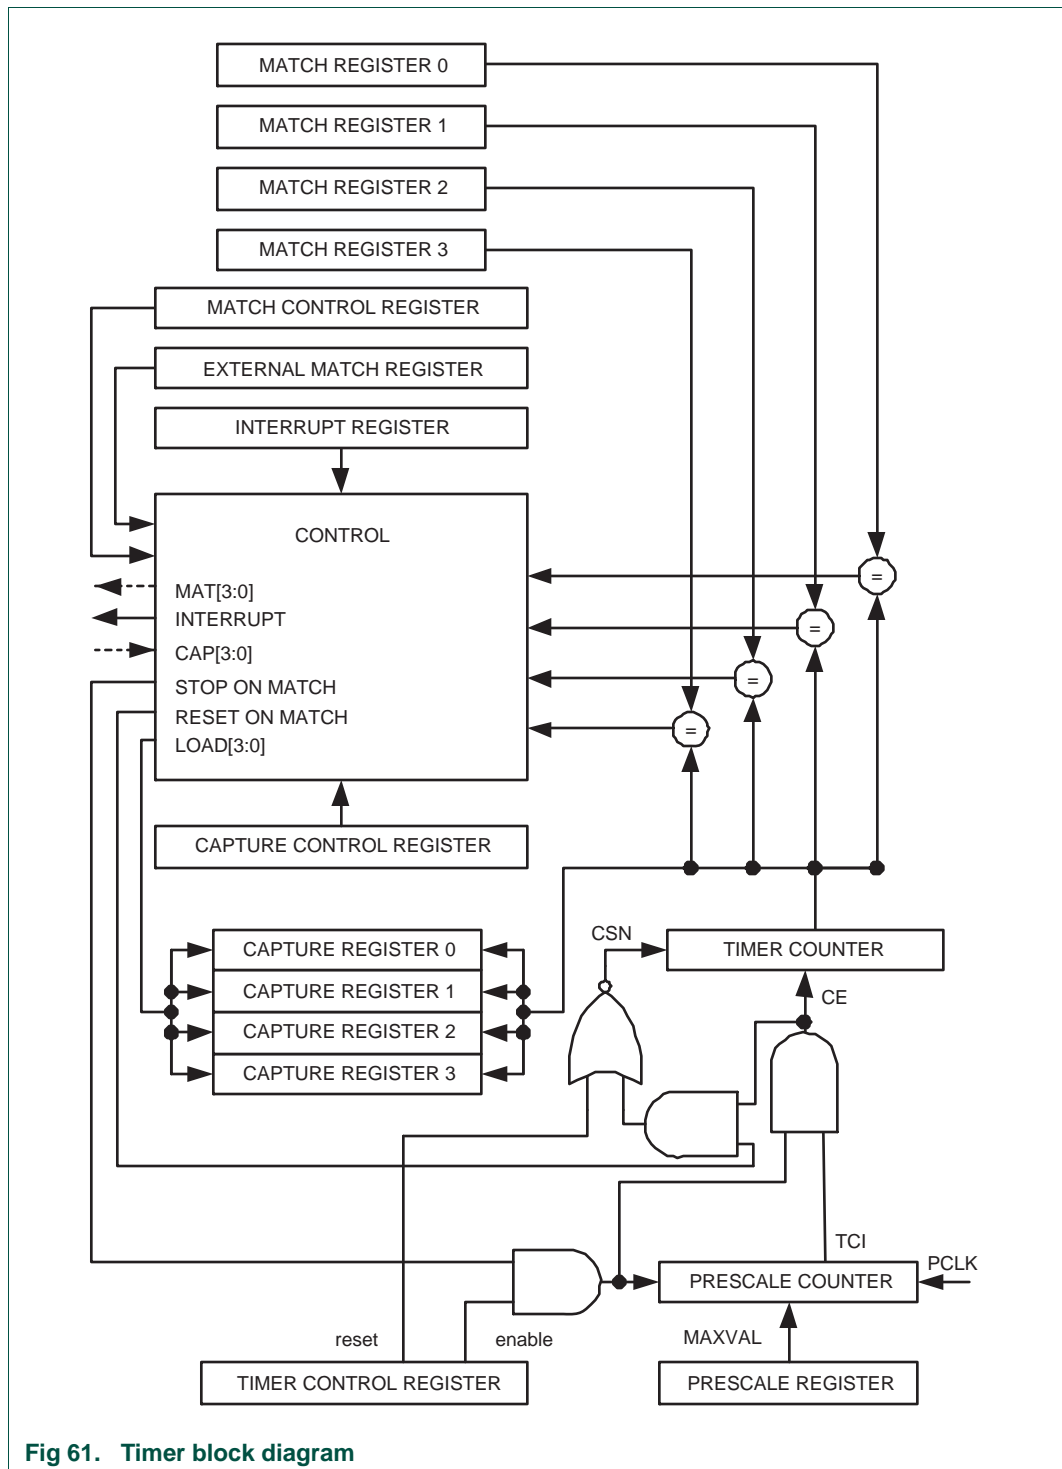 MATCH REGISTER 0
MATCH REGISTER 1
MATCH REGISTER 2
MATCH REGISTER 3
MATCH CONTROL REGISTER
EXTERNAL MATCH REGISTER
INTERRUPT REGISTER
CONTROL
=
MAT[3:0]
INTERRUPT
=
CAP[3:0]
STOP ON MATCH
=
RESET ON MATCH
=
LOAD[3:0]
CAPTURE CONTROL REGISTER
CSN
CAPTURE REGISTER 0
TIMER COUNTER
CAPTURE REGISTER 1
CE
CAPTURE REGISTER 2
CAPTURE REGISTER 3
TCI
PCLK
PRESCALE COUNTER
reset
enable
MAXVAL
TIMER CONTROL REGISTER
PRESCALE REGISTER
Fig 61. Timer block diagram